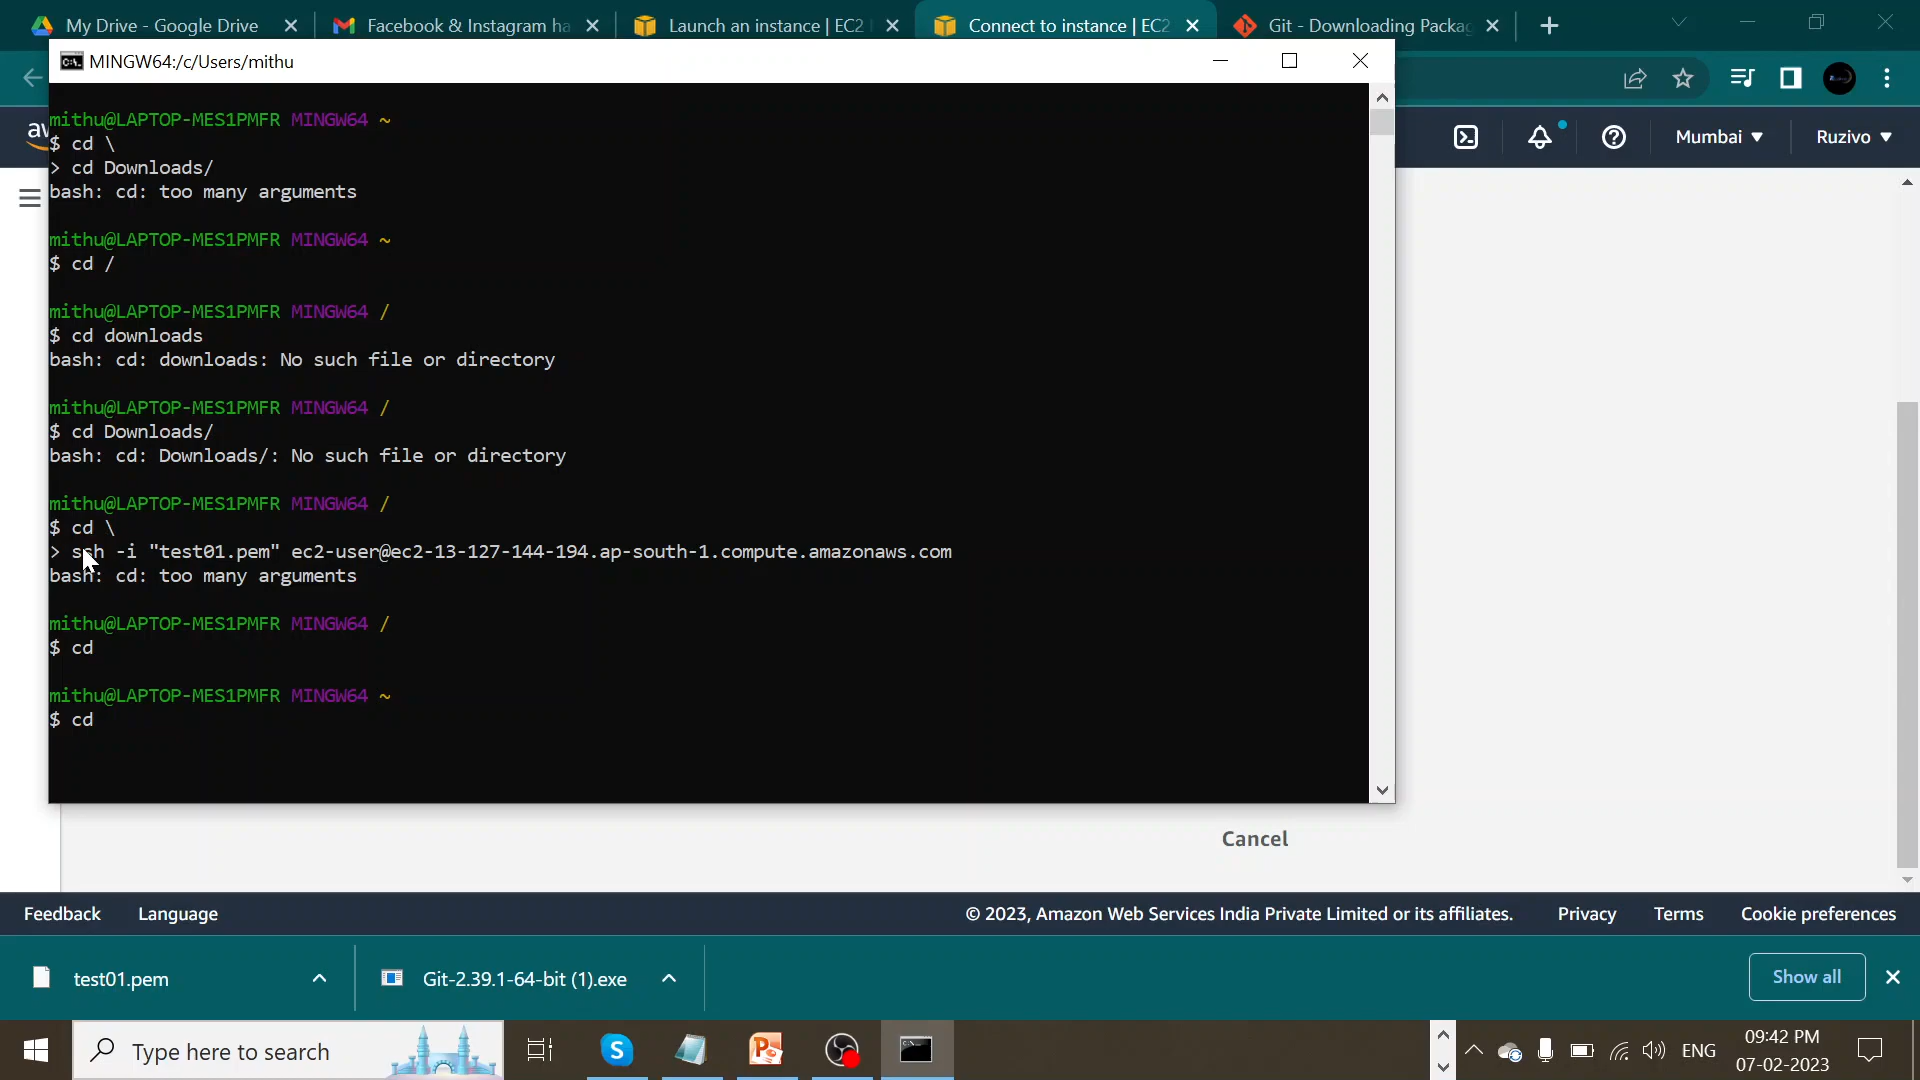 My Drive - Google Drive
Facebook & Instagram ha
Launch an instance | EC2
Connect to instance | EC2
Git - Downloading Packag
MINGW64:/c/Users/mithu
mithu@LAPTOP-MES1PMFR MINGW64 ~
$ cd \
> cd Downloads/
bash: cd: too many arguments
mithu@LAPTOP-MES1PMFR MINGW64 ~
$ cd /
mithu@LAPTOP-MES1PMFR MINGW64 /
$ cd downloads
bash: cd: downloads: No such file or directory
mithu@LAPTOP-MES1PMFR MINGW64 /
$ cd Downloads/
bash: cd: Downloads/: No such file or directory
mithu@LAPTOP-MES1PMFR MINGW64 /
$ cd \
> ssh -i "test01.pem" ec2-user@ec2-13-127-144-194.ap-south-1.compute.amazonaws.com
bash: cd: too many arguments
mithu@LAPTOP-MES1PMFR MINGW64 /
$ cd
mithu@LAPTOP-MES1PMFR MINGW64 ~
$ cd
Mumbai
Ruzivo
Cancel
Feedback
Language
© 2023, Amazon Web Services India Private Limited or its affiliates.
Privacy
Terms
Cookie preferences
test01.pem
Git-2.39.1-64-bit (1).exe
Show all
Type here to search
ENG
09:42 PM
07-02-2023